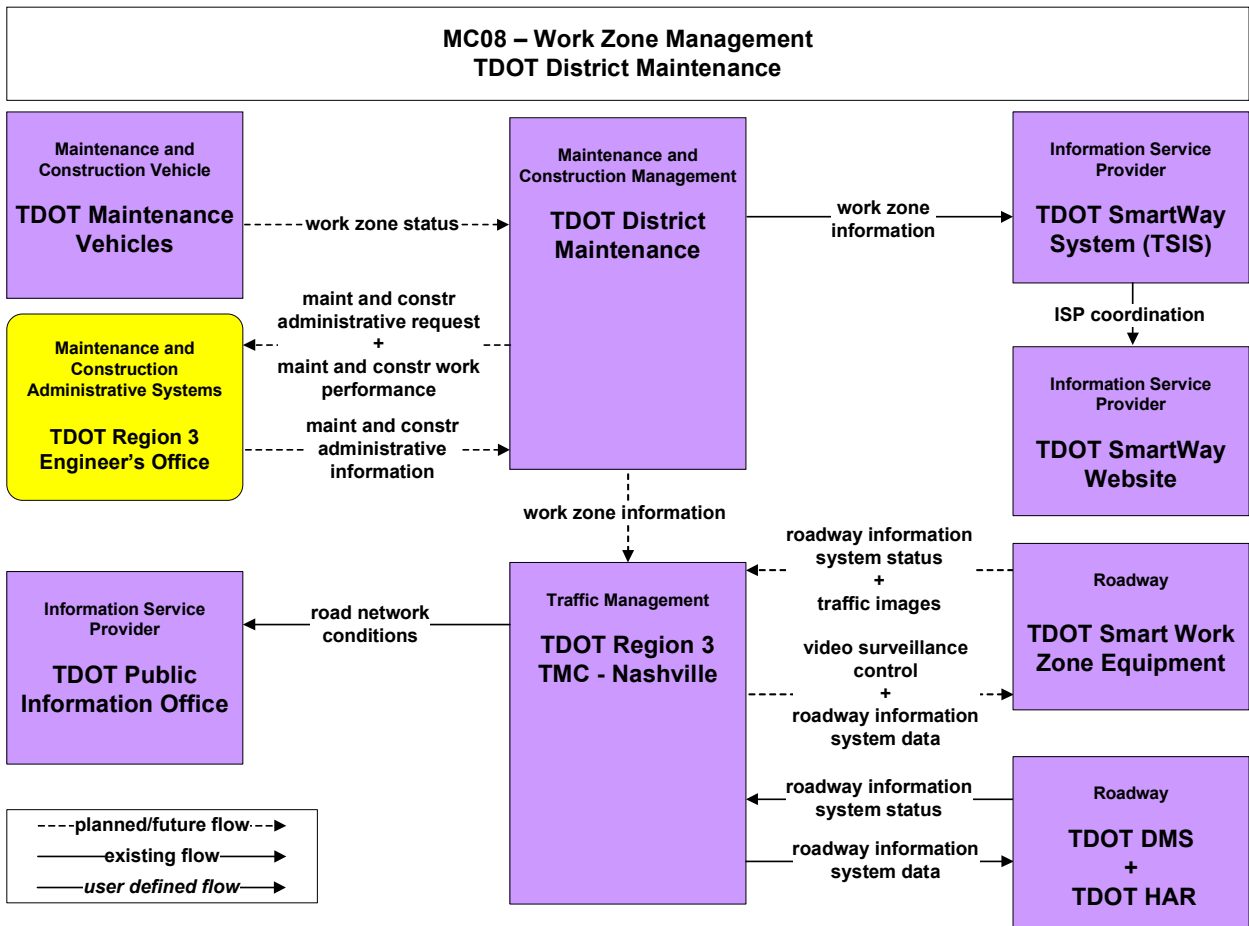 MC08 – Work Zone Management
TDOT District Maintenance
Maintenance and
Construction Vehicle
TDOT Maintenance
Vehicles
work zone status
Maintenance and
Construction Management
TDOT District
Maintenance
work zone
information
Information Service
Provider
TDOT SmartWay
System (TSIS)
ISP coordination
Information Service
Provider
TDOT SmartWay
Website
Maintenance and
Construction
Administrative Systems
TDOT Region 3
Engineer's Office
maint and constr
administrative request
+
maint and constr work
performance
maint and constr
administrative
information
work zone information
Information Service
Provider
TDOT Public
Information Office
road network
conditions
Traffic Management
TDOT Region 3
TMC - Nashville
roadway information
system status
+
traffic images
video surveillance
control
+
roadway information
system data
Roadway
TDOT Smart Work
Zone Equipment
roadway information
system status
roadway information
system data
Roadway
TDOT DMS
+
TDOT HAR
planned/future flow
existing flow
user defined flow